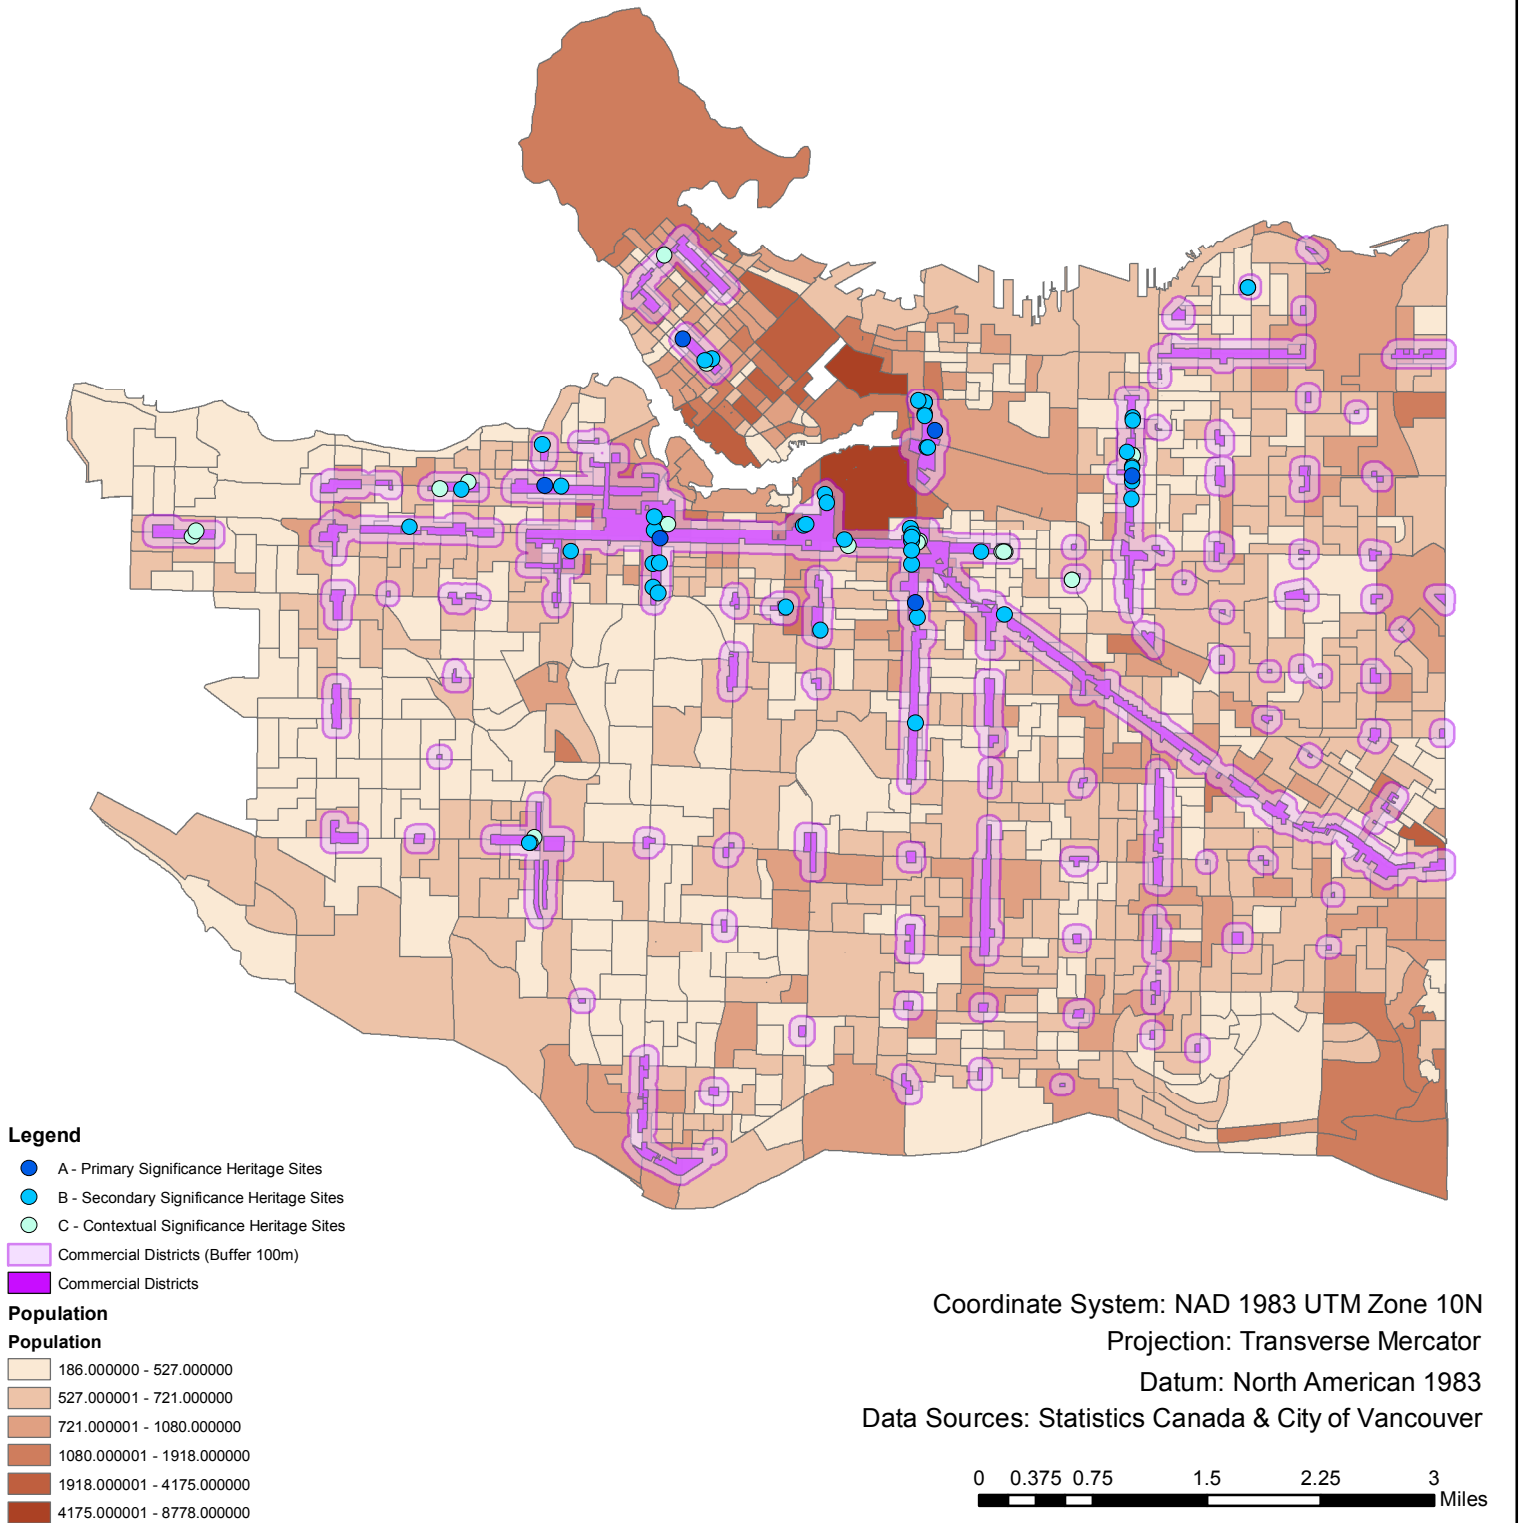 Legend
A - Primary Significance Heritage Sites
B - Secondary Significance Heritage Sites
C - Contextual Significance Heritage Sites
Commercial Districts (Buffer 100m)
Commercial Districts
Population
Population
186.000000 - 527.000000
527.000001 - 721.000000
721.000001 - 1080.000000
1080.000001 - 1918.000000
1918.000001 - 4175.000000
4175.000001 - 8778.000000
Coordinate System: NAD 1983 UTM Zone 10N
Projection: Transverse Mercator
Datum: North American 1983
Data Sources: Statistics Canada & City of Vancouver
0 0.375 0.75 1.5 2.25 3
Miles